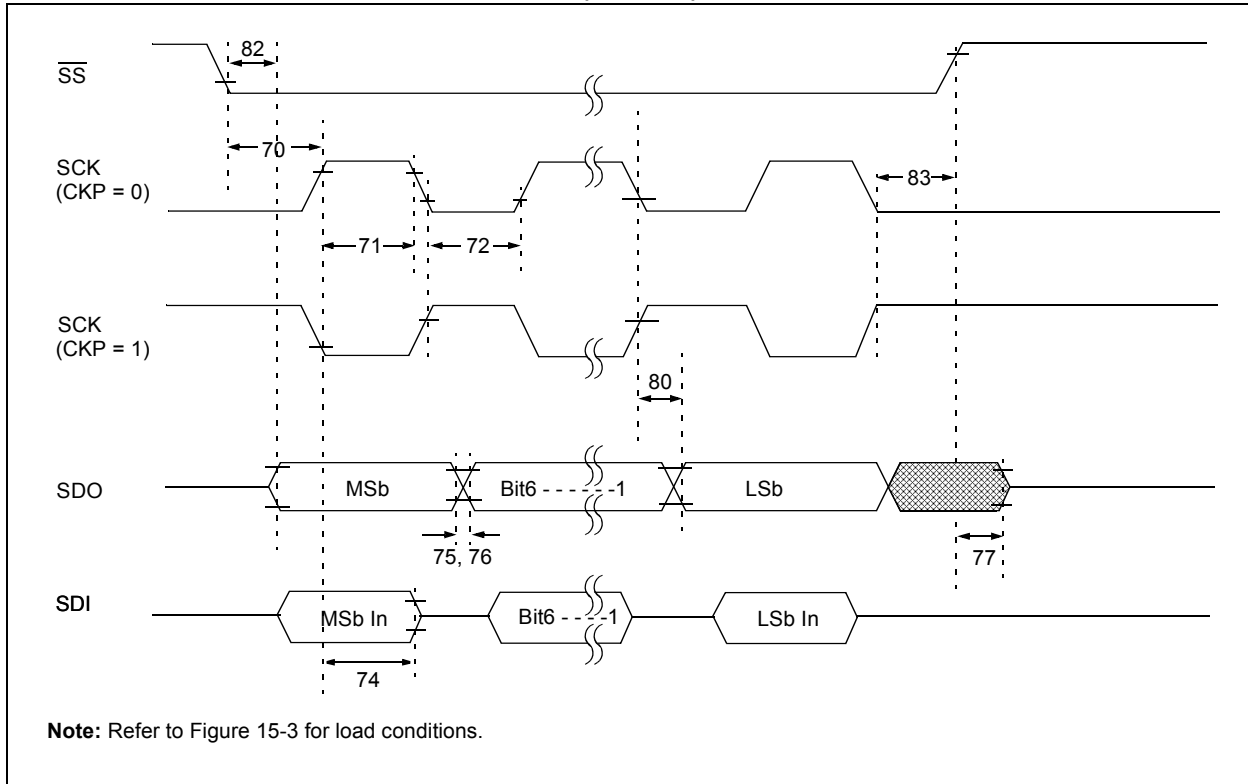 82
SS
70
SCK
(CKP = 0)
83
71
72
SCK
(CKP = 1)
80
SDO
MSb
Bit6 - - - - - -1
LSb
75, 76
77
SDI
MSb In
Bit6 - - - -1
LSb In
74
Note: Refer to Figure 15-3 for load conditions.